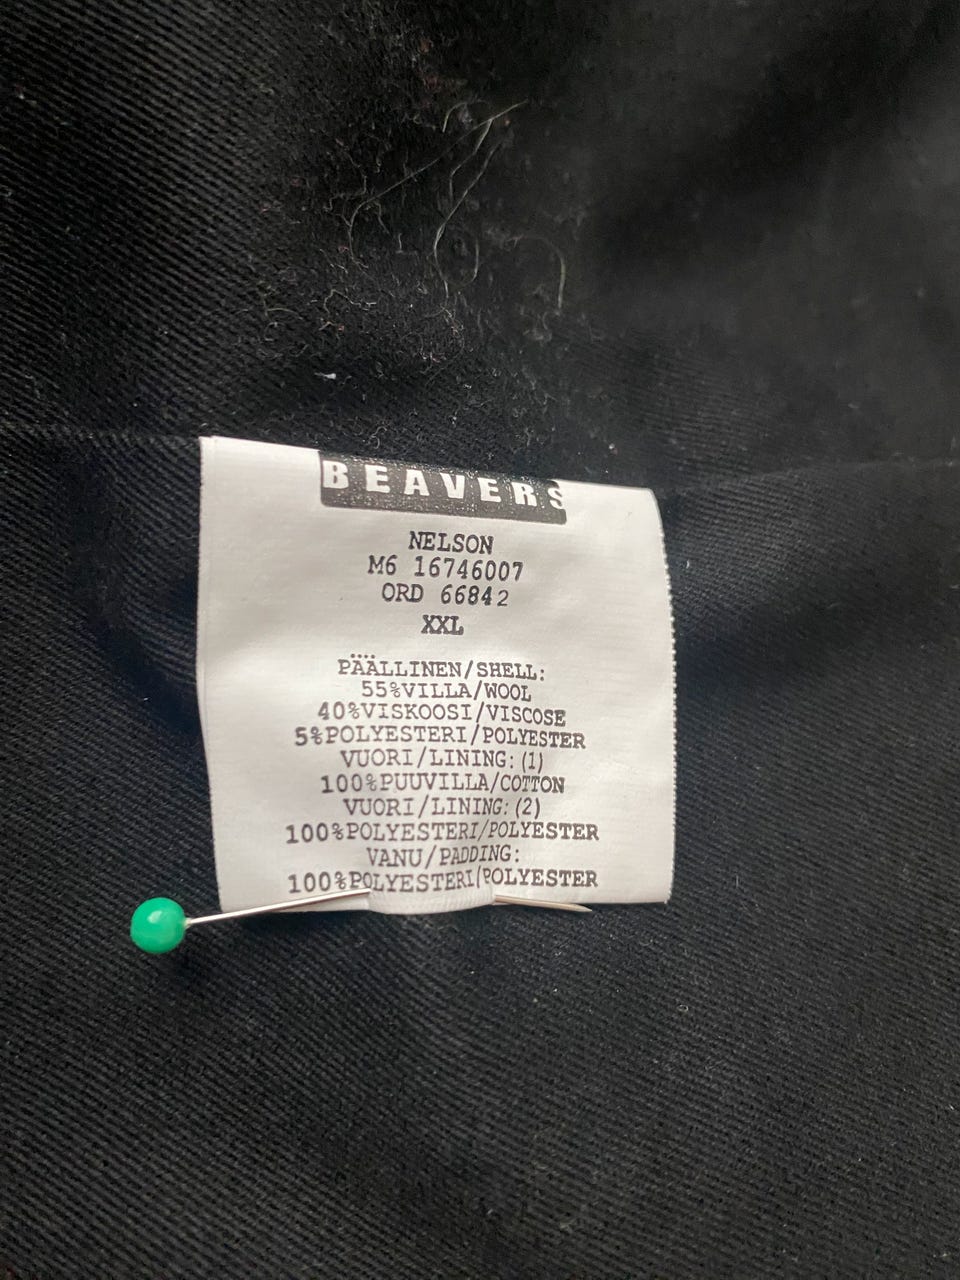 BEAVERS
NELSON
M6 16746007
ORD 66842
XXL
PÄÄLLINEN/SHELL:
55%VILLA/WOOL
40%VISKOOSI/VISCOSE
5%POLYESTERI/POLYESTER
VUORI/LINING:(1)
100%PUUVILLA/COTTON
VUORI/LINING:(2)
100%POLYESTERI/POLYESTER
VANU/PADDING:
100%POLYESTERI/POLYESTER